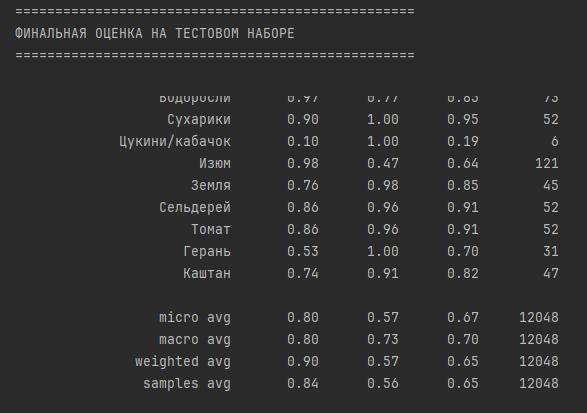 ==================================================
ФИНАЛЬНАЯ ОЦЕНКА НА ТЕСТОВОМ НАБОРЕ
==================================================
Водоросли 0.97 0.77 0.85 73
Сухарики 0.90 1.00 0.95 52
Цукини/кабачок 0.10 1.00 0.19 6
Изюм 0.98 0.47 0.64 121
Земля 0.76 0.98 0.85 45
Сельдерей 0.86 0.96 0.91 52
Томат 0.86 0.96 0.91 52
Герань 0.53 1.00 0.70 31
Каштан 0.74 0.91 0.82 47
micro avg 0.80 0.57 0.67 12048
macro avg 0.80 0.73 0.70 12048
weighted avg 0.90 0.57 0.65 12048
samples avg 0.84 0.56 0.65 12048